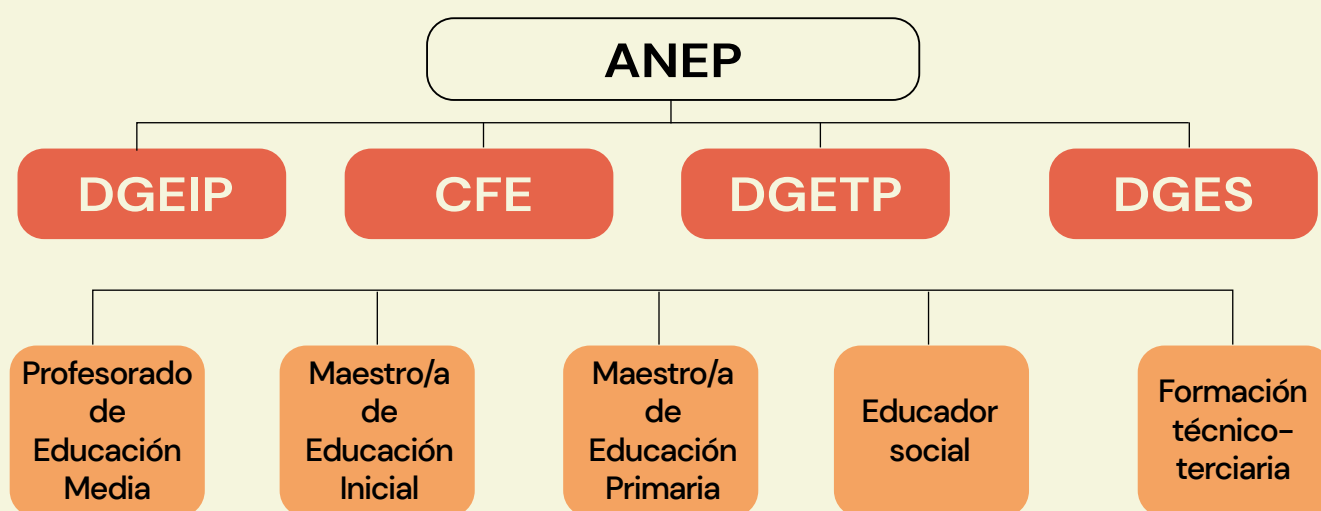 ANEP
DGEIP
CFE
DGETP
DGES
Profesorado
de
Educación
Media
Maestro/a
de
Educación
Inicial
Maestro/a
de
Educación
Primaria
Educador
social
Formación
técnico-
terciaria